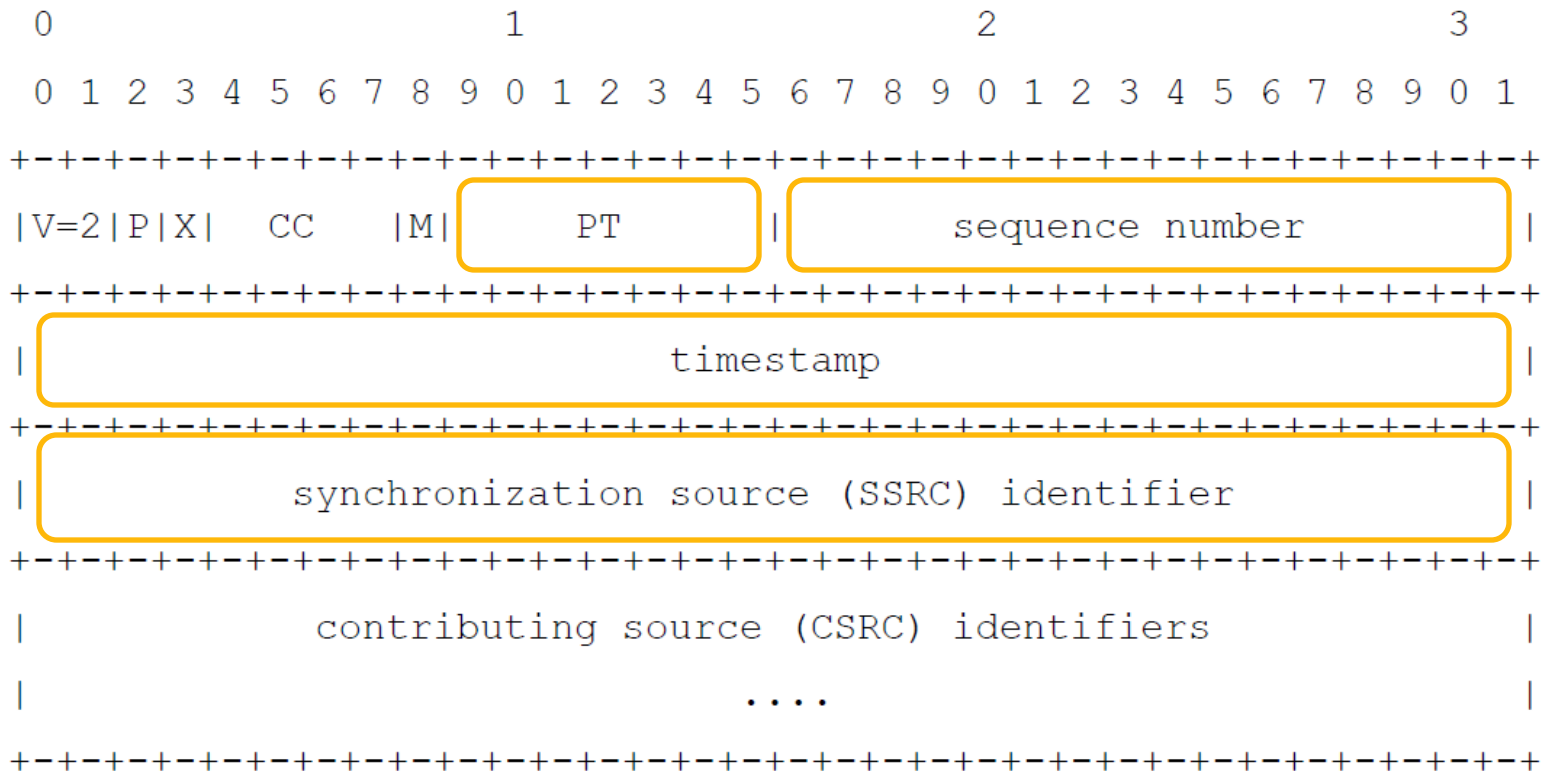 0 1 2 3
0 1 2 3 4 5 6 7 8 9 0 1 2 3 4 5 6 7 8 9 0 1 2 3 4 5 6 7 8 9 0 1
+-+-+-+-+-+-+-+-+-+-+-+-+-+-+-+-+-+-+-+-+-+-+-+-+-+-+-+-+-+-+-+-+
|V=2|P|X| CC |M| PT | sequence number |
+-+-+-+-+-+-+-+-+-+-+-+-+-+-+-+-+-+-+-+-+-+-+-+-+-+-+-+-+-+-+-+-+
| timestamp |
+-+-+-+-+-+-+-+-+-+-+-+-+-+-+-+-+-+-+-+-+-+-+-+-+-+-+-+-+-+-+-+-+
| synchronization source (SSRC) identifier |
+-+-+-+-+-+-+-+-+-+-+-+-+-+-+-+-+-+-+-+-+-+-+-+-+-+-+-+-+-+-+-+-+
| contributing source (CSRC) identifiers |
| .... |
+-+-+-+-+-+-+-+-+-+-+-+-+-+-+-+-+-+-+-+-+-+-+-+-+-+-+-+-+-+-+-+-+